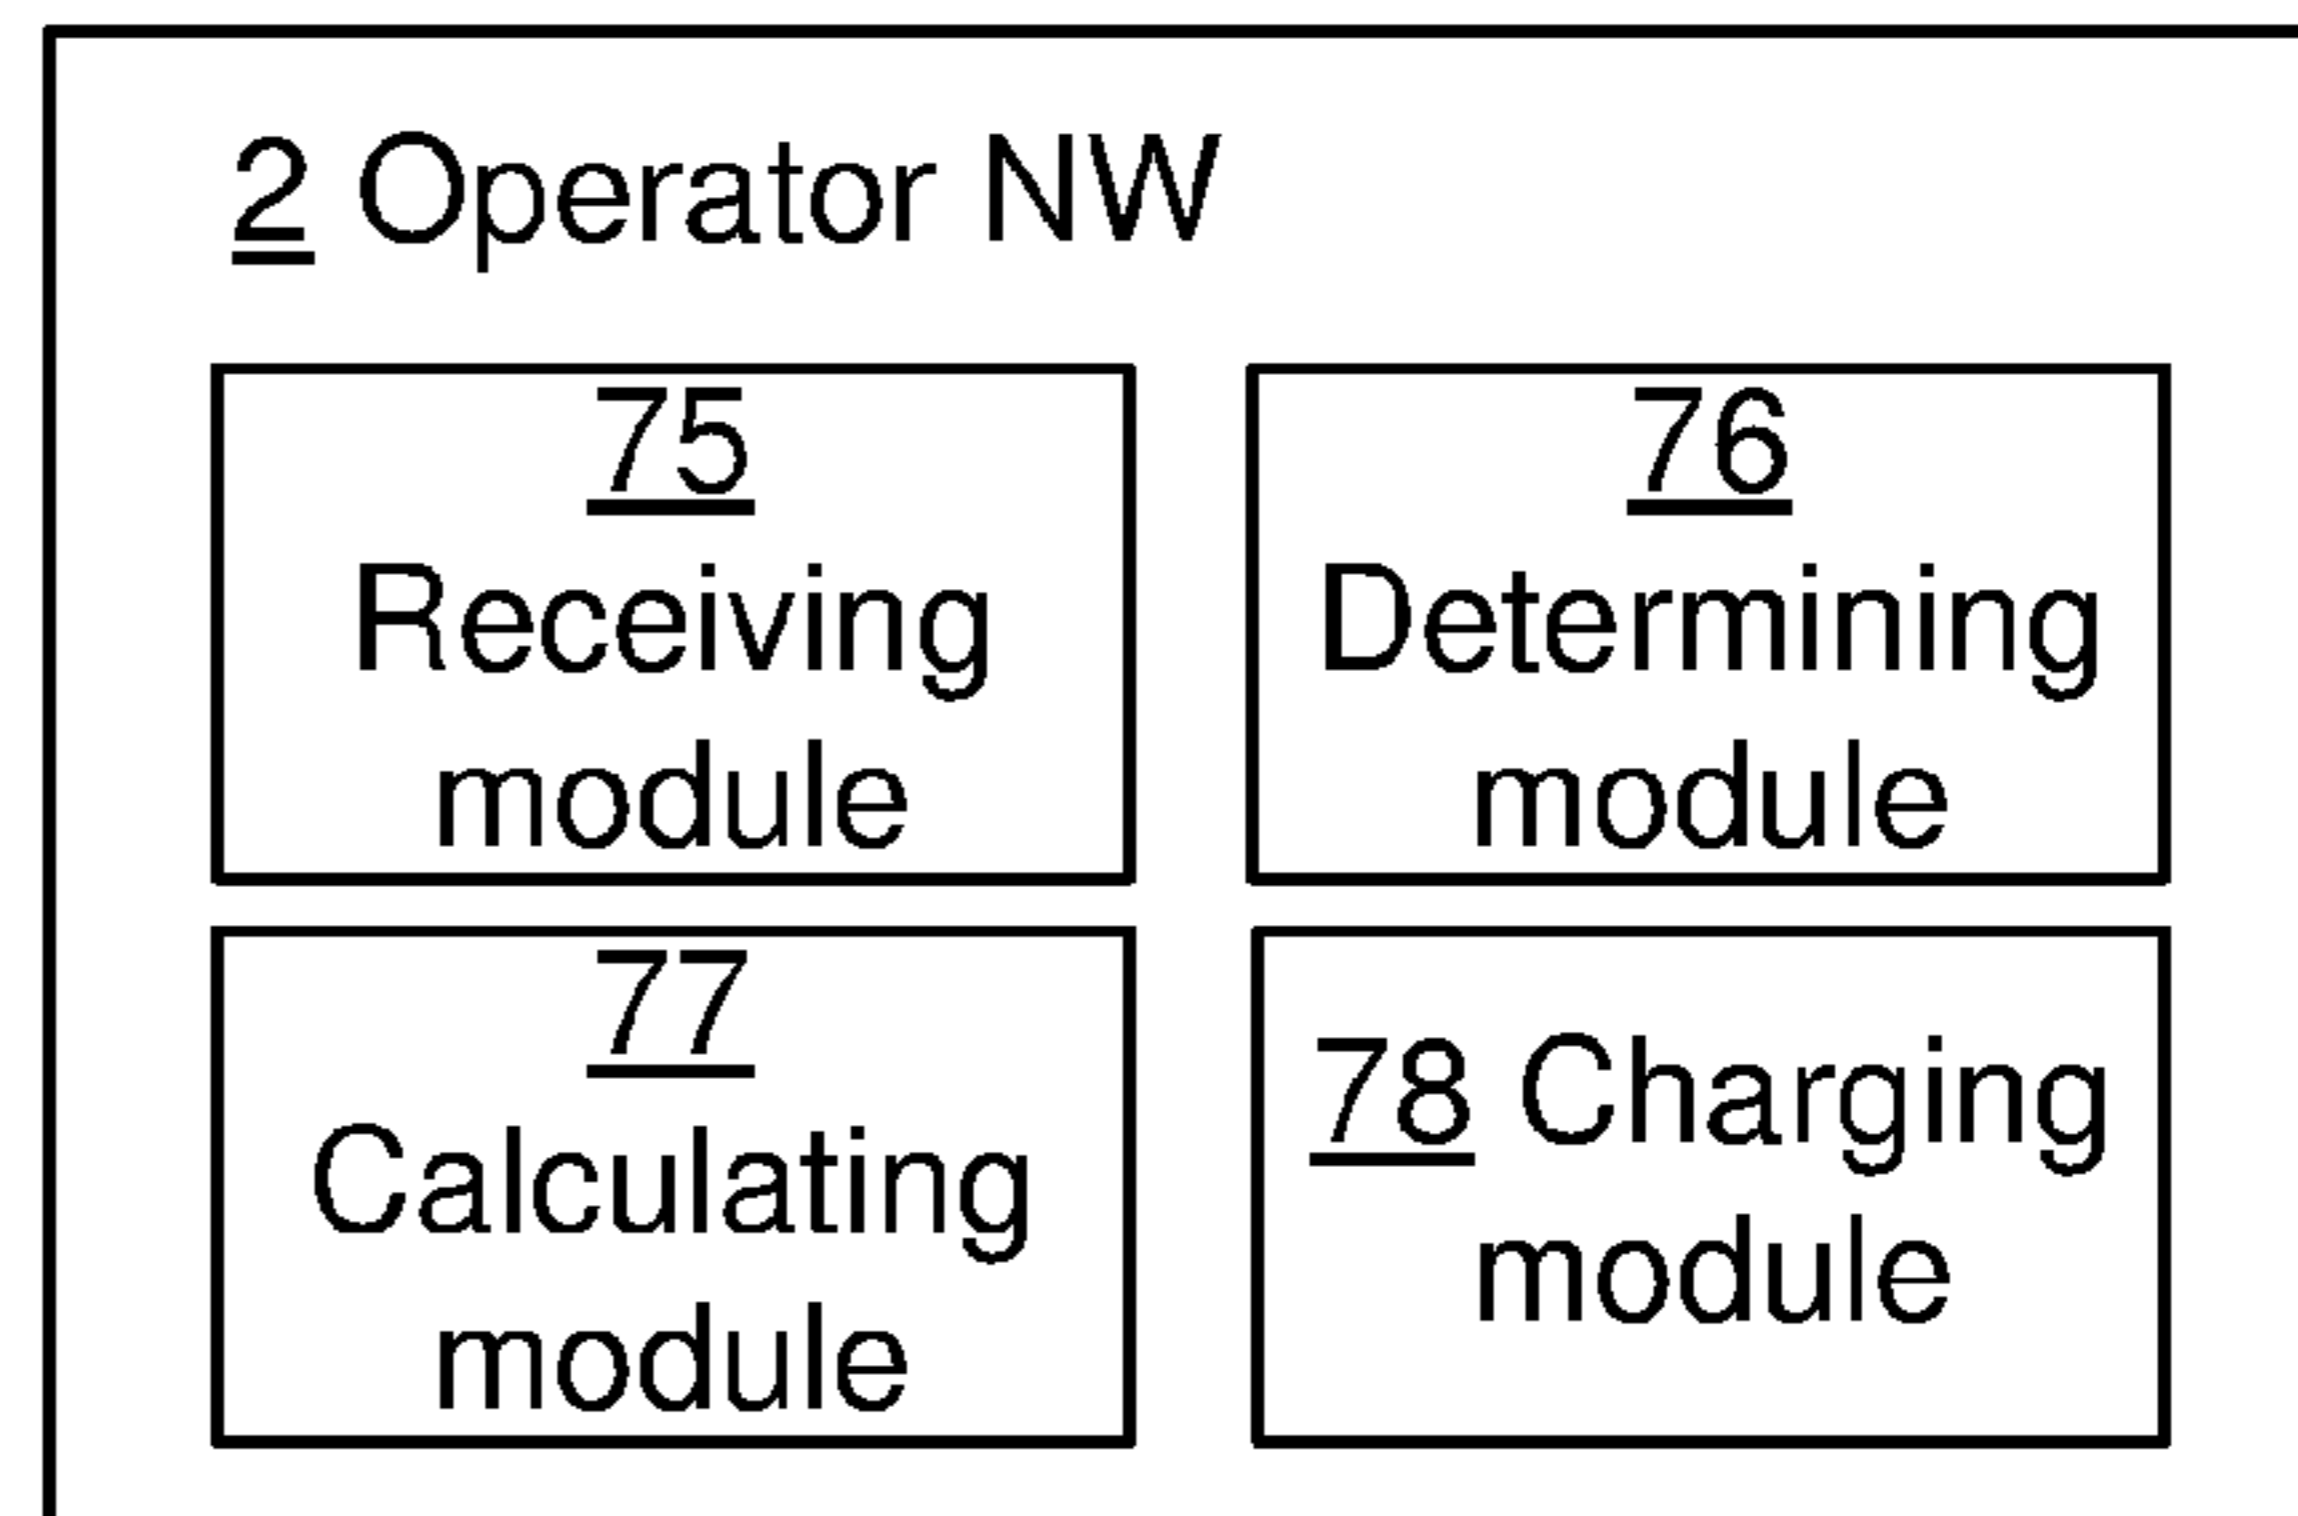 2 Operator NW
75
Receiving
module
76
Determining
module
77
Calculating
module
78 Charging
module